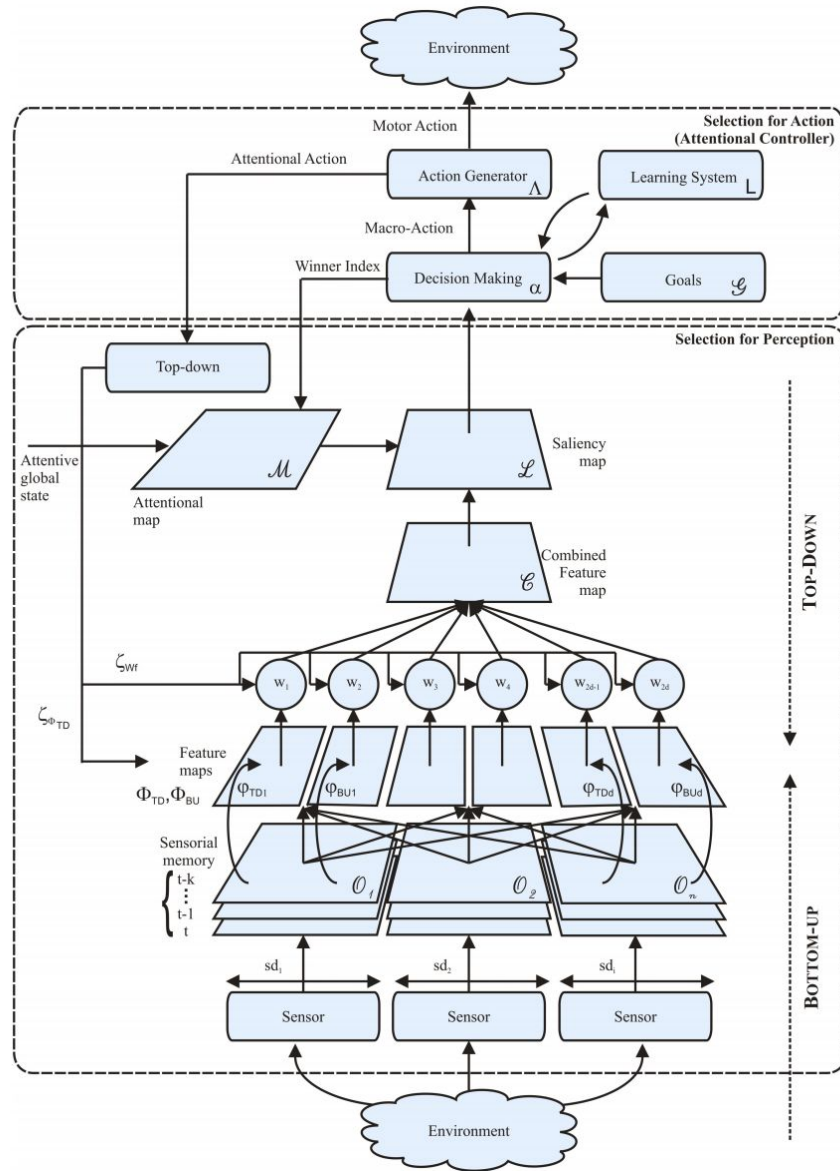 Environment
Selection for Action
(Attentional Controller)
Motor Action
Attentional Action
Action Generator Λ
Learning System L
Macro-Action
Winner Index
Decision Making α
Goals 𝒢
Selection for Perception
Top-down
Attentive
global
state
ℳ
Attentional
map
ℒ
Saliency
map
𝒞
Combined
Feature
map
TOP-DOWN
ζWf
w₁ w₂ w₃ w₄ w2d-1 w2d
ζΦTD
Feature
maps
ΦTD,ΦBU
φTD1 φBU1 φTDd φBUd
Sensorial
memory
t-k
⋮
t-1
t
𝒪₁ 𝒪₂ 𝒪n
BOTTOM-UP
sd₁ sd₂ sdᵢ
Sensor Sensor Sensor
Environment